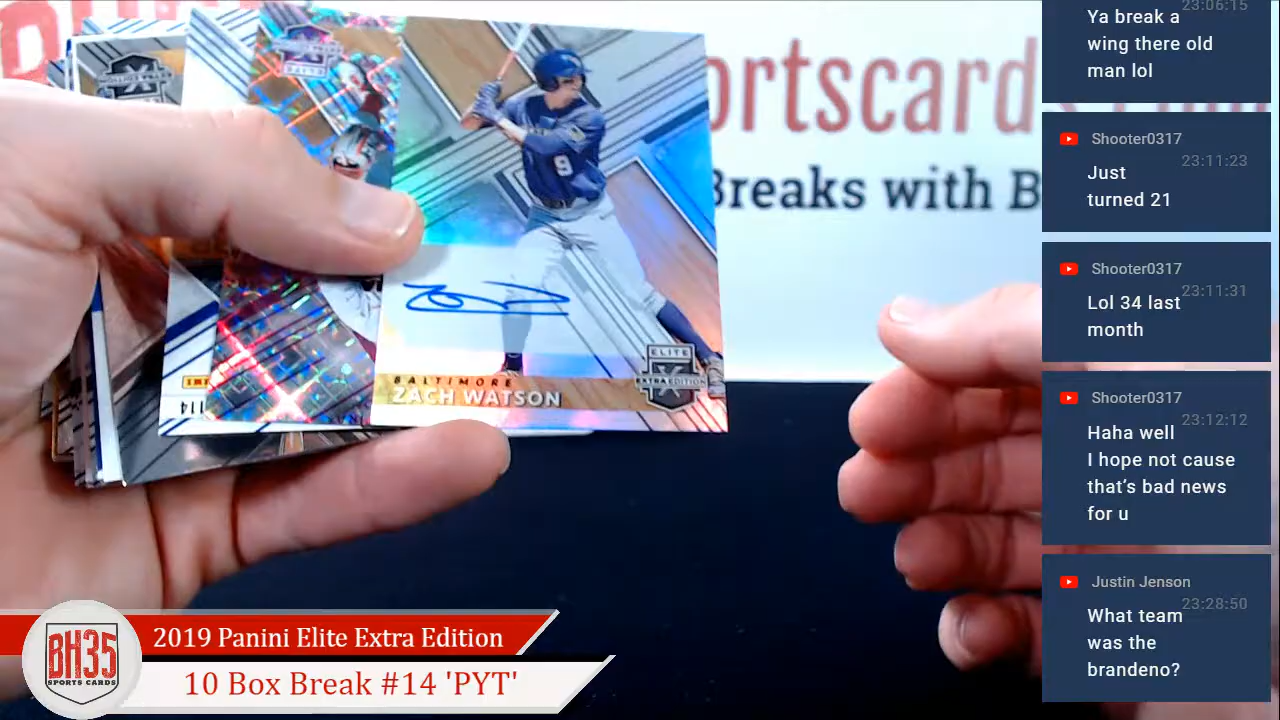 ortscard
Breaks with B
9
BALTIMORE
ZACH WATSON
ELITE
X
EXTRA EDITION
114
2019 Panini Elite Extra Edition
10 Box Break #14 'PYT'
BH35
SPORTS CARDS
23:06:15
Ya break a
wing there old
man lol
Shooter0317
23:11:23
Just
turned 21
Shooter0317
23:11:31
Lol 34 last
month
Shooter0317
23:12:12
Haha well
I hope not cause
that's bad news
for u
Justin Jenson
23:28:50
What team
was the
brandeno?